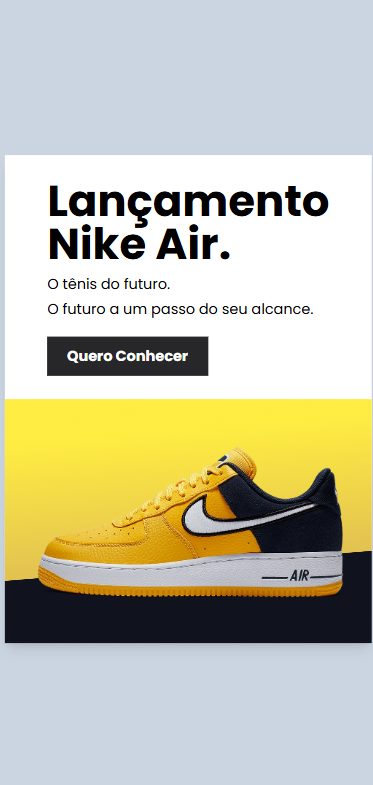 Lançamento
Nike Air.
O tênis do futuro.
O futuro a um passo do seu alcance.
Quero Conhecer
AIR